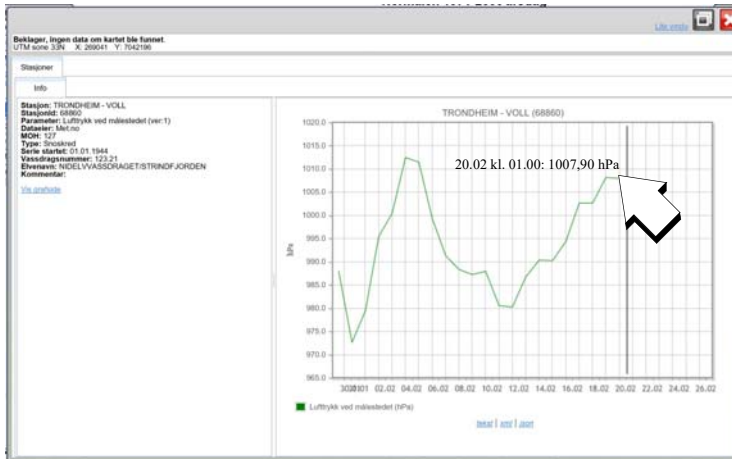 Beklager, ingen data om kartet ble funnet.
UTM sone 33N X: 269041 Y: 7042196
Stasjoner
Info
Stasjon: TRONDHEIM - VOLL
Stasjonid: 68860
Parameter: Lufttrykk ved målestedet (ver:1)
Dataeier: Met.no
MOH: 127
Type: Snoskred
Serie startet: 01.01.1944
Vassdragsnummer: 123.21
Elvenavn: NIDELVVASSDRAGET/STRINDFJORDEN
Kommentar:
TRONDHEIM - VOLL (68860)
1020.0
1015.0
1010.0
1005.0
1000.0
995.0
990.0
985.0
980.0
975.0
970.0
965.0
hPa
20.02 kl. 01.00: 1007,90 hPa
02.02 04.02 06.02 08.02 10.02 12.02 14.02 16.02 18.02 20.02 22.02 24.02 26.02
Lufttrykk ved målestedet (hPa)
tekst | xml | json